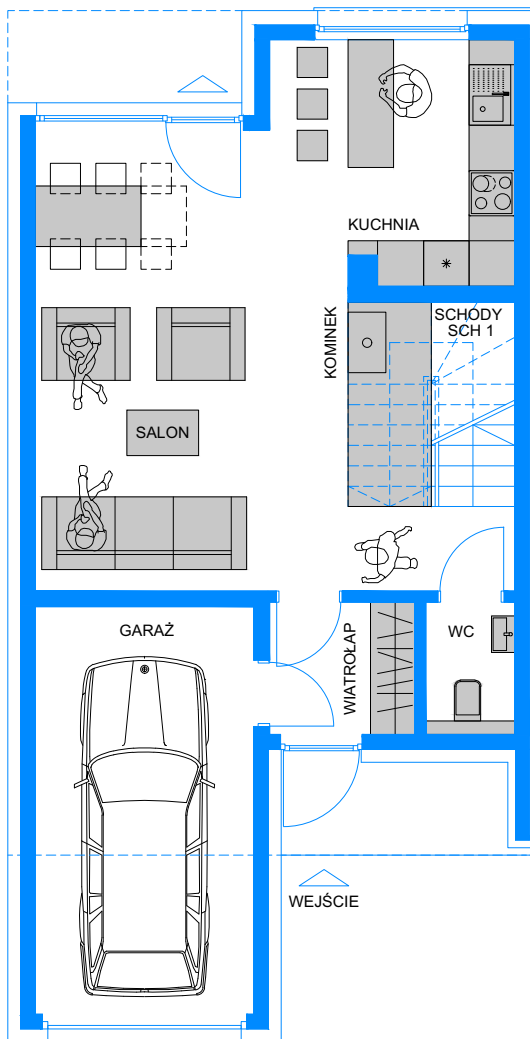 KUCHNIA
SCHODY
SCH 1
KOMINEK
SALON
GARAŻ
WIATROŁAP
WC
WEJŚCIE